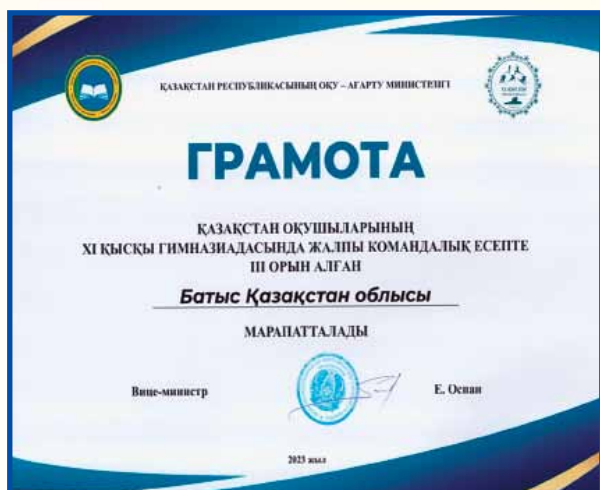 ҚАЗАҚСТАН РЕСПУБЛИКАСЫНЫҢ ОҚУ – АҒАРТУ МИНИСТРЛІГІ
ГРАМОТА
ҚАЗАҚСТАН ОҚУШЫЛАРЫНЫҢ
XI ҚЫСҚЫ ГИМНАЗИАДАСЫНДА ЖАЛПЫ КОМАНДАЛЫҚ ЕСЕПТЕ
III ОРЫН АЛҒАН
Батыс Қазақстан облысы
МАРАПАТТАЛАДЫ
Вице-министр
Е. Оспан
2023 жыл